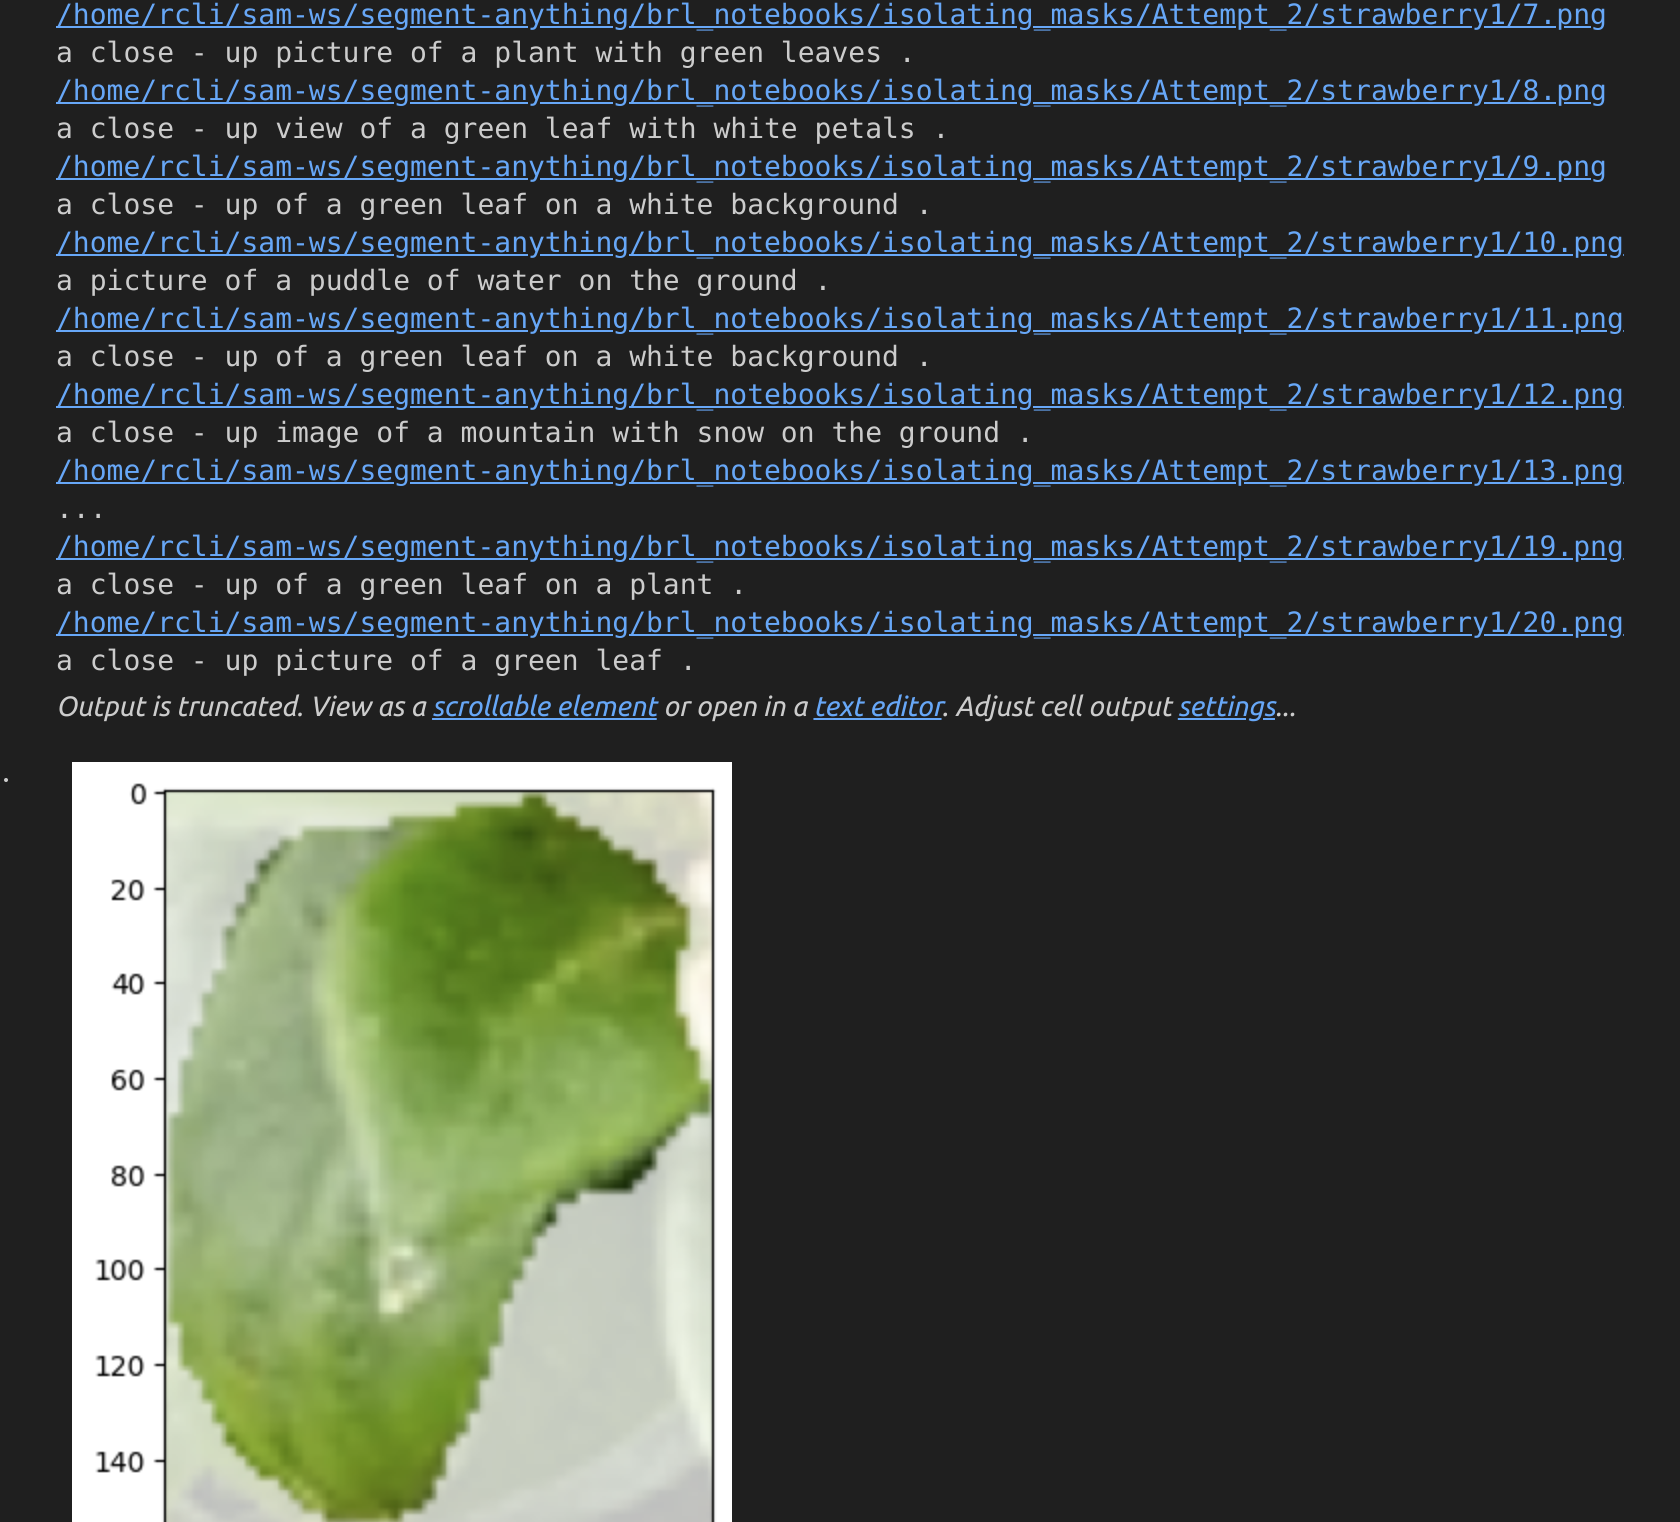 /home/rcli/sam-ws/segment-anything/brl_notebooks/isolating_masks/Attempt_2/strawberry1/7.png
a close - up picture of a plant with green leaves .
/home/rcli/sam-ws/segment-anything/brl_notebooks/isolating_masks/Attempt_2/strawberry1/8.png
a close - up view of a green leaf with white petals .
/home/rcli/sam-ws/segment-anything/brl_notebooks/isolating_masks/Attempt_2/strawberry1/9.png
a close - up of a green leaf on a white background .
/home/rcli/sam-ws/segment-anything/brl_notebooks/isolating_masks/Attempt_2/strawberry1/10.png
a picture of a puddle of water on the ground .
/home/rcli/sam-ws/segment-anything/brl_notebooks/isolating_masks/Attempt_2/strawberry1/11.png
a close - up of a green leaf on a white background .
/home/rcli/sam-ws/segment-anything/brl_notebooks/isolating_masks/Attempt_2/strawberry1/12.png
a close - up image of a mountain with snow on the ground .
/home/rcli/sam-ws/segment-anything/brl_notebooks/isolating_masks/Attempt_2/strawberry1/13.png
...
/home/rcli/sam-ws/segment-anything/brl_notebooks/isolating_masks/Attempt_2/strawberry1/19.png
a close - up of a green leaf on a plant .
/home/rcli/sam-ws/segment-anything/brl_notebooks/isolating_masks/Attempt_2/strawberry1/20.png
a close - up picture of a green leaf .
Output is truncated. View as a scrollable element or open in a text editor. Adjust cell output settings...
0
20
40
60
80
100
120
140